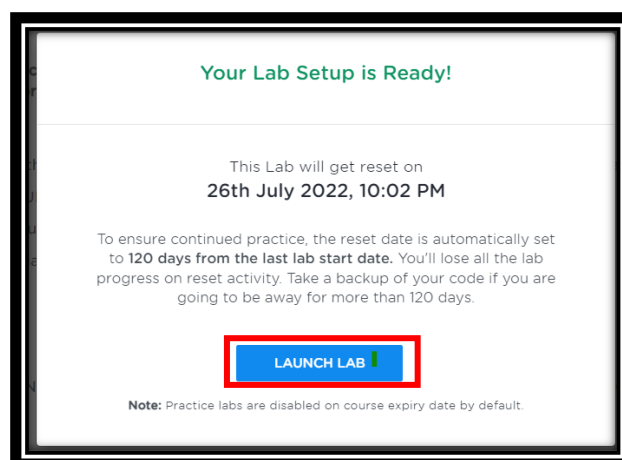 Your Lab Setup is Ready!
This Lab will get reset on
26th July 2022, 10:02 PM
To ensure continued practice, the reset date is automatically set
to 120 days from the last lab start date. You'll lose all the lab
progress on reset activity. Take a backup of your code if you are
going to be away for more than 120 days.
LAUNCH LAB
Note: Practice labs are disabled on course expiry date by default.